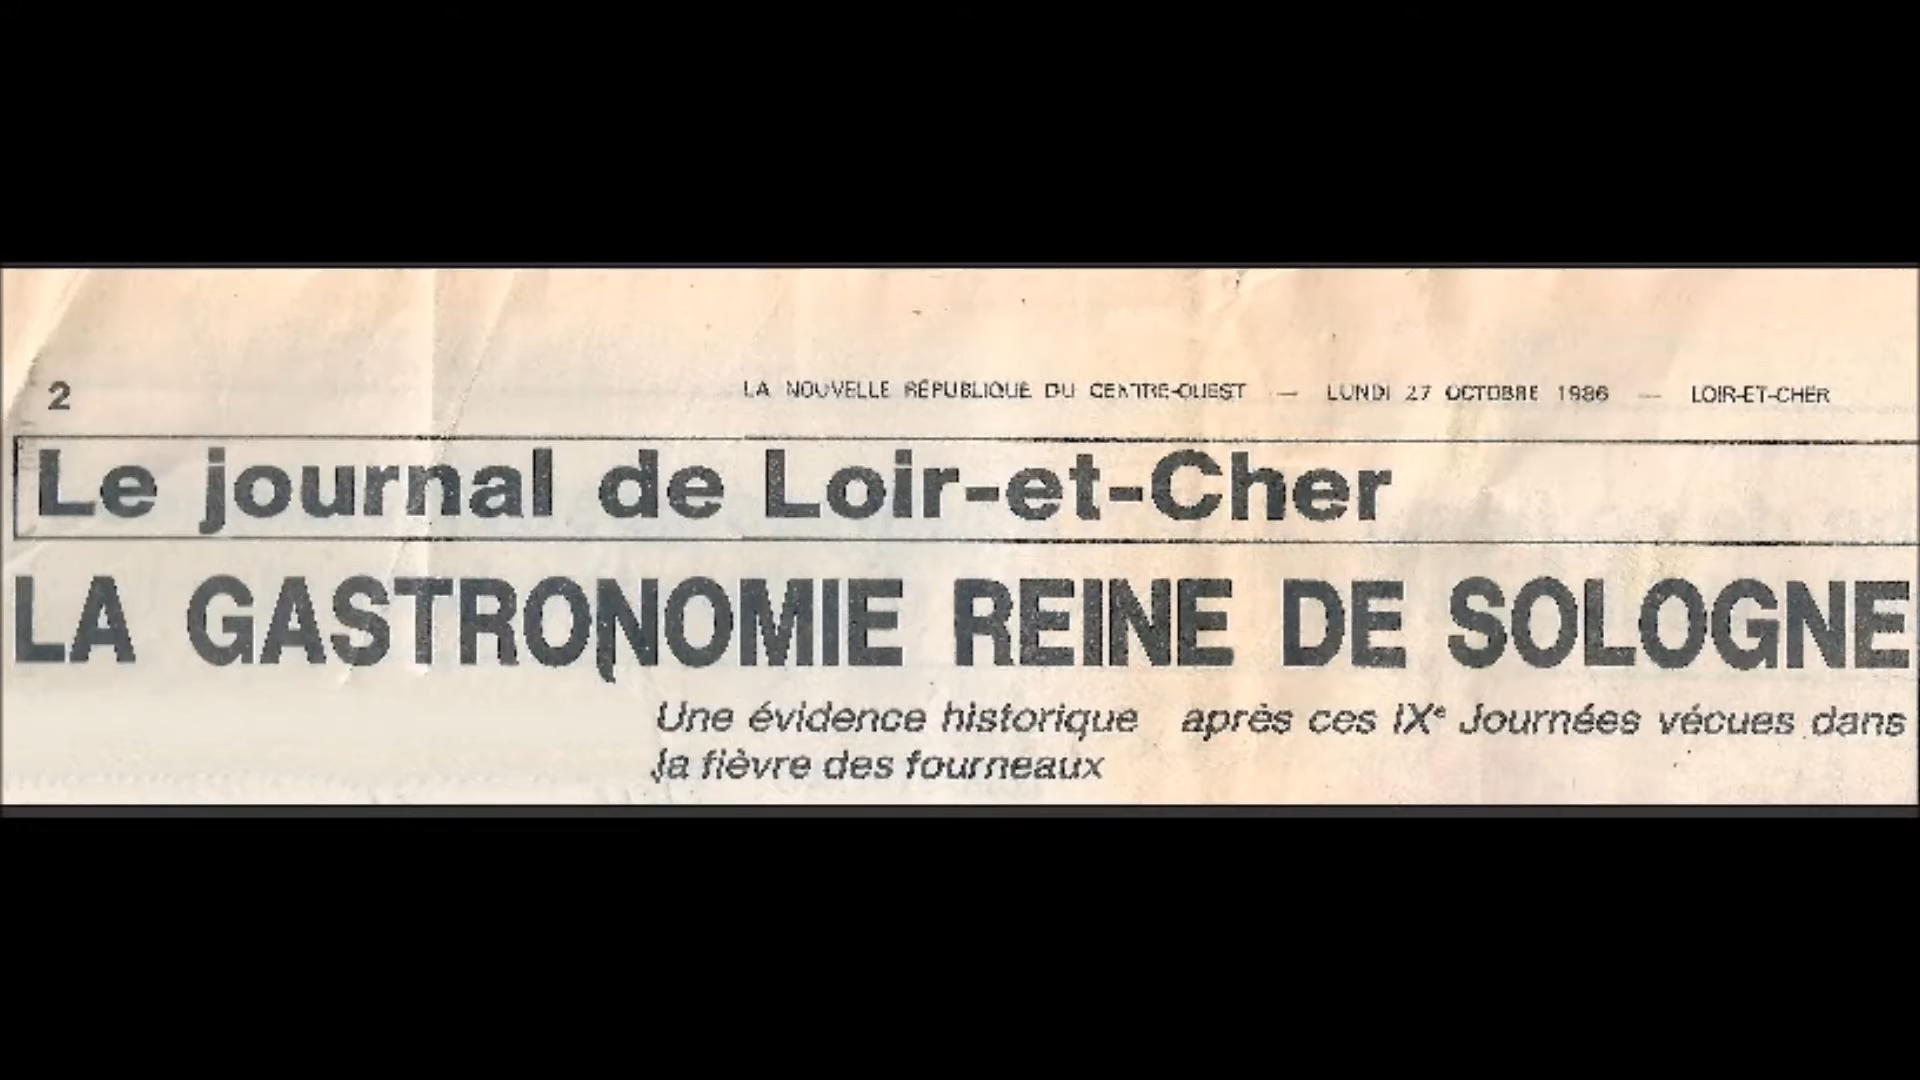 2
LA NOUVELLE RÉPUBLIQUE DU CENTRE-OUEST — LUNDI 27 OCTOBRE 1986 — LOIR-ET-CHER
Le journal de Loir-et-Cher
LA GASTRONOMIE REINE DE SOLOGNE
Une évidence historique après ces IXe Journées vécues dans
la fièvre des fourneaux